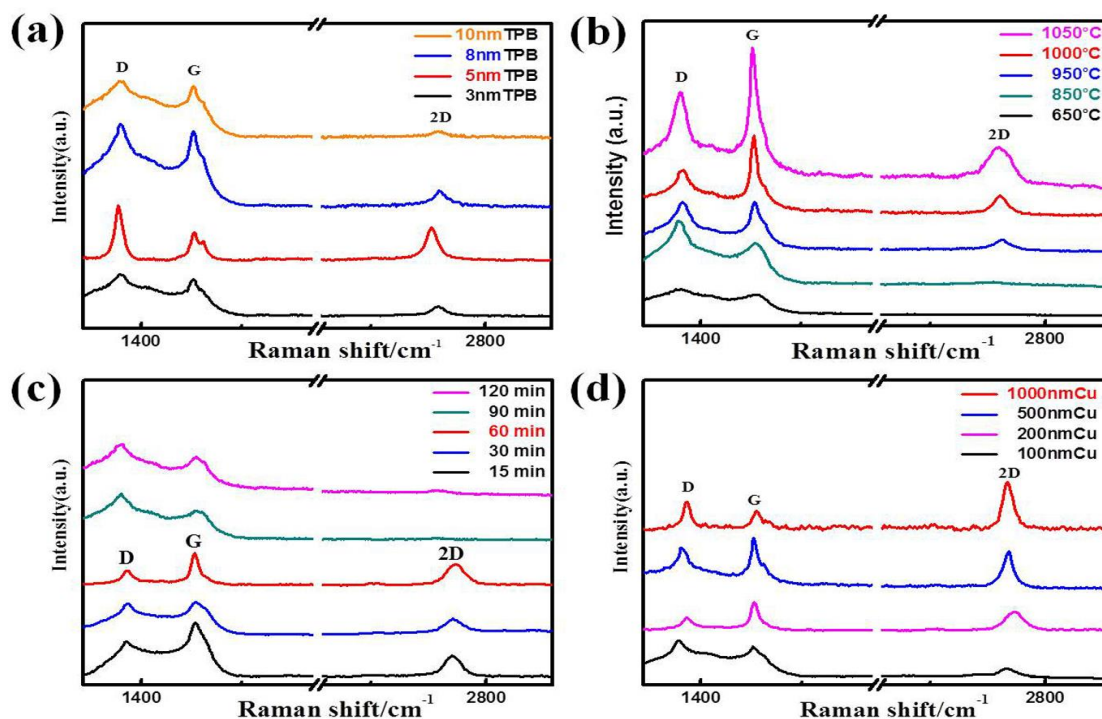 (a)
10nm TPB
8nm TPB
5nm TPB
3nm TPB
D
G
2D
Intensity(a.u.)
1400
2800
Raman shift/cm-1
(b)
1050°C
1000°C
950°C
850°C
650°C
D
G
2D
Intensity (a.u.)
1400
2800
Raman shift/cm-1
(c)
120 min
90 min
60 min
30 min
15 min
D
G
2D
Intensity(a.u.)
1400
2800
Raman shift/cm-1
(d)
1000nmCu
500nmCu
200nmCu
100nmCu
D
G
2D
Intensity(a.u.)
1400
2800
Raman shift/cm-1